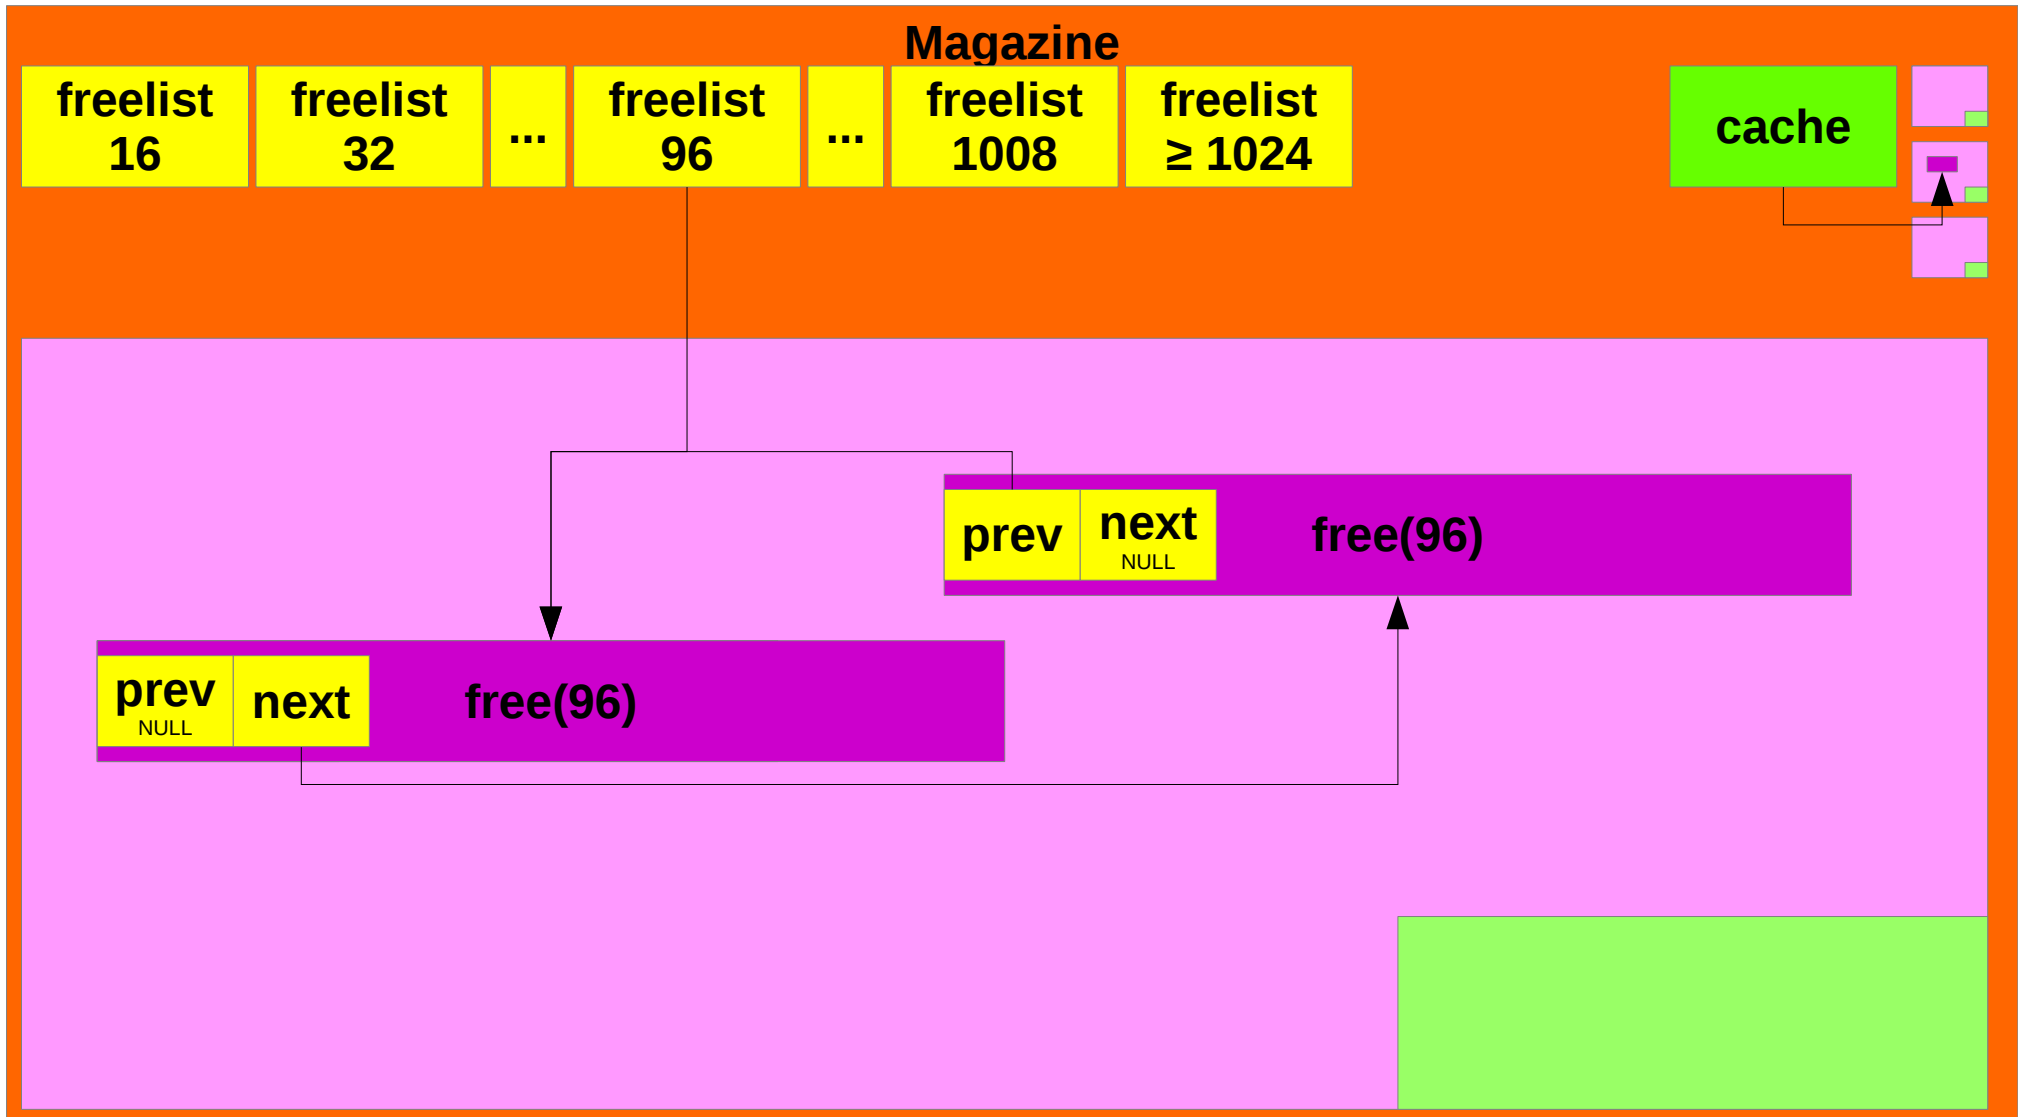 Magazine
freelist
16
freelist
32
...
freelist
96
...
freelist
1008
freelist
≥ 1024
cache
prev
next
NULL
free(96)
prev
NULL
next
free(96)